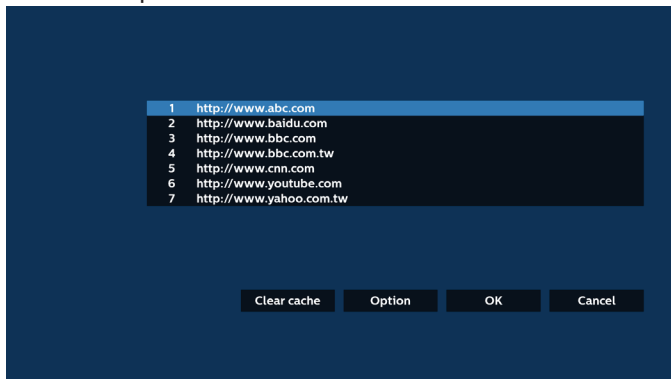 1 http://www.abc.com
2 http://www.baidu.com
3 http://www.bbc.com
4 http://www.bbc.com.tw
5 http://www.cnn.com
6 http://www.youtube.com
7 http://www.yahoo.com.tw
Clear cache Option OK Cancel